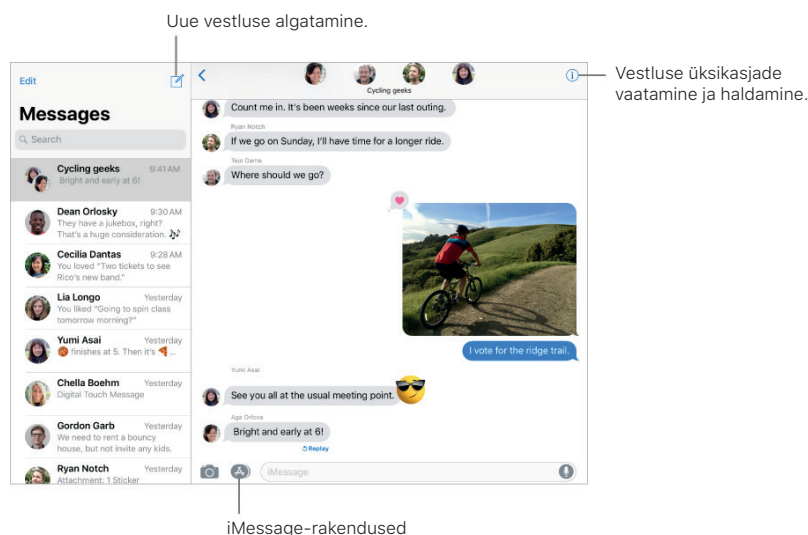 Uue vestluse algatamine.
Vestluse üksikasjade
vaatamine ja haldamine.
Edit
Messages
Search
Cycling geeks 9:41 AM
Bright and early at 6!
Dean Orlosky 9:30 AM
They have a jukebox, right?
That's a huge consideration. 🎶
Cecilia Dantas 9:28 AM
You loved "Two tickets to see
Rico's new band."
Lia Longo Yesterday
You liked "Going to spin class
tomorrow morning?"
Yumi Asai Yesterday
🏀 finishes at 5. Then it's 🍕 ...
Chella Boehm Yesterday
Digital Touch Message
Gordon Garb Yesterday
We need to rent a bouncy
house, but not invite any kids.
Ryan Notch Yesterday
Attachment: 1 Sticker
Cycling geeks
Count me in. It's been weeks since our last outing.
Ryan Notch
If we go on Sunday, I'll have time for a longer ride.
Tejo Dama
Where should we go?
I vote for the ridge trail.
Yumi Asai
See you all at the usual meeting point.
Aga Orlova
Bright and early at 6!
Replay
iMessage
iMessage-rakendused